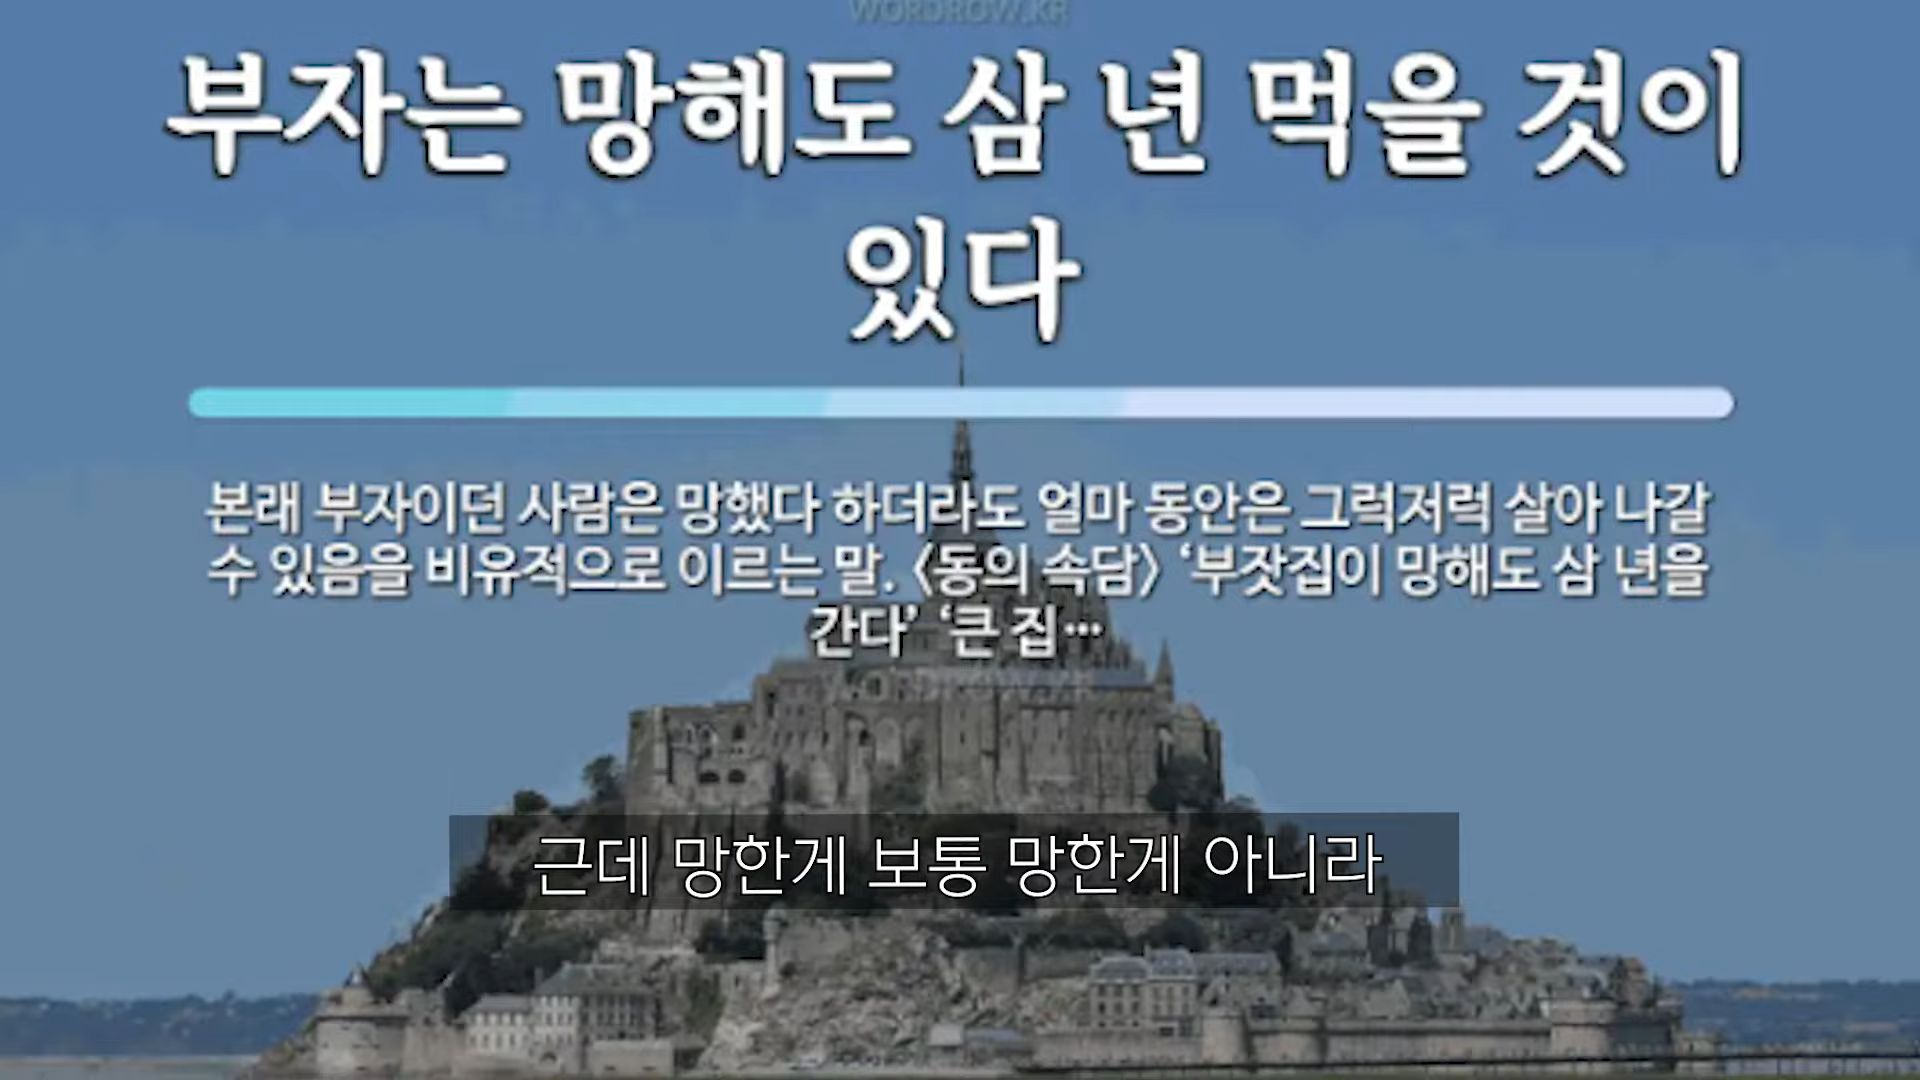 WORDROW.KR
부자는 망해도 삼 년 먹을 것이
있다
본래 부자이던 사람은 망했다 하더라도 얼마 동안은 그럭저럭 살아 나갈
수 있음을 비유적으로 이르는 말. 〈동의 속담〉 ‘부잣집이 망해도 삼 년을
간다’ ‘큰 집…
근데 망한게 보통 망한게 아니라